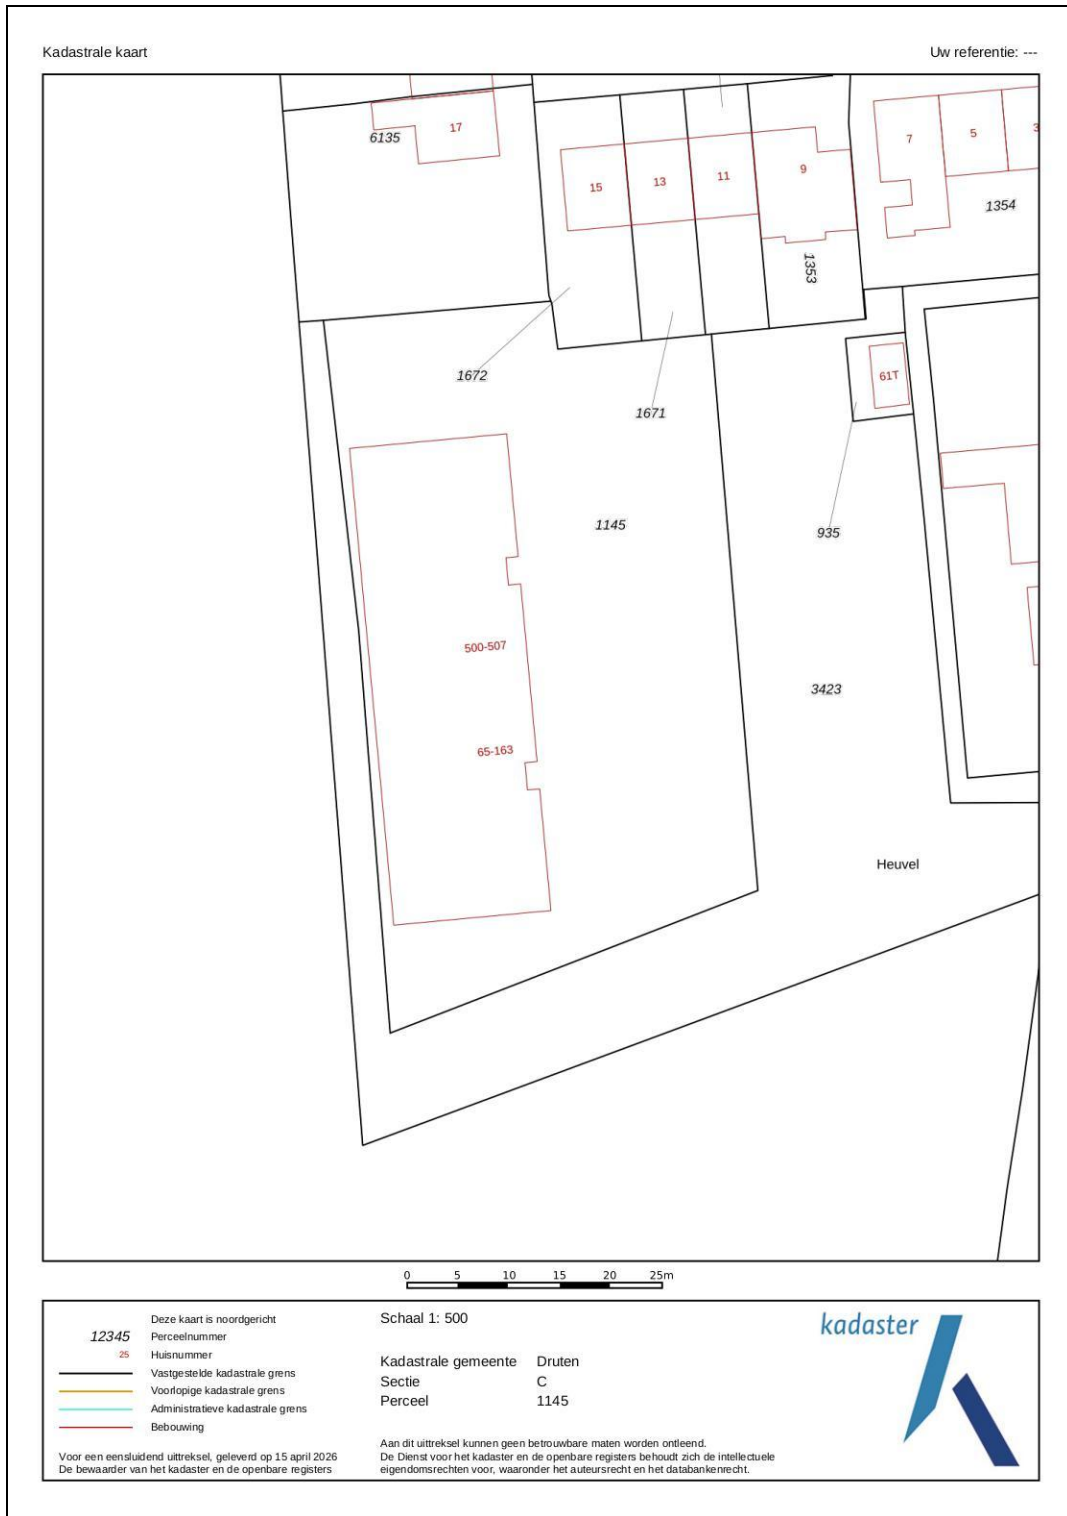 Kadastrale kaart
Uw referentie: ---
17
6135
7
5
3
15
13
11
9
1354
1353
1672
61T
1671
1145
935
500-507
3423
65-163
Heuvel
0 5 10 15 20 25m
Deze kaart is noordgericht
12345 Perceelnummer
25 Huisnummer
Vastgestelde kadastrale grens
Voorlopige kadastrale grens
Administratieve kadastrale grens
Bebouwing
Voor een eensluidend uittreksel, geleverd op 15 april 2026
De bewaarder van het kadaster en de openbare registers
Schaal 1: 500
Kadastrale gemeente Druten
Sectie C
Perceel 1145
Aan dit uittreksel kunnen geen betrouwbare maten worden ontleend.
De Dienst voor het kadaster en de openbare registers behoudt zich de intellectuele
eigendomsrechten voor, waaronder het auteursrecht en het databankenrecht.
kadaster